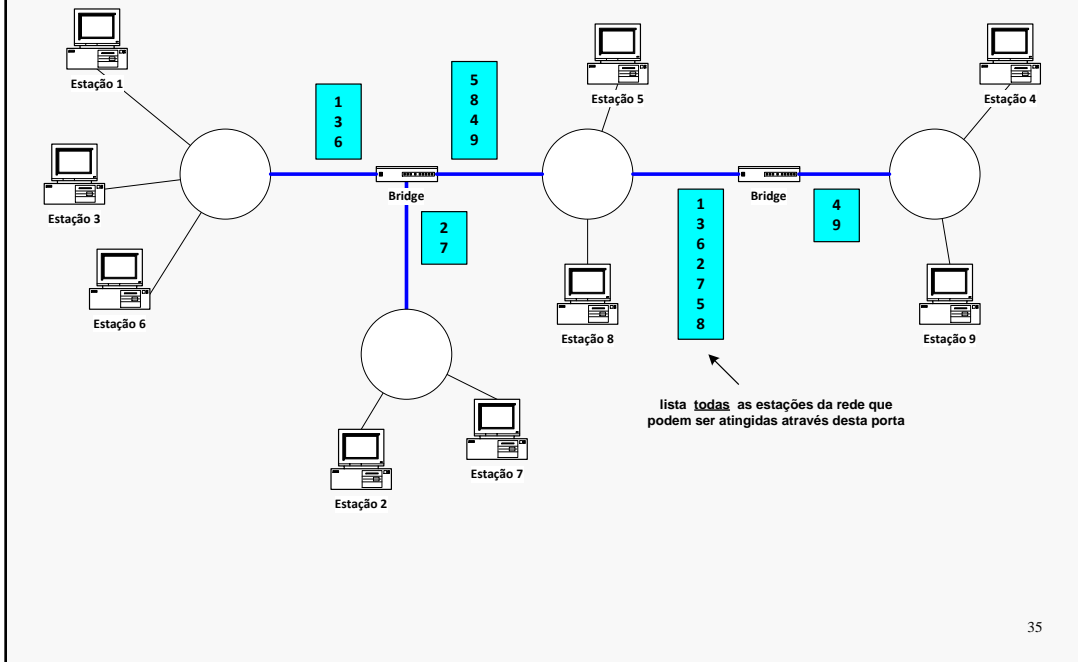 Estação 1
1
3
6
5
8
4
9
Estação 5
Estação 4
Estação 3
Bridge
2
7
1
3
6
2
7
5
8
Bridge
4
9
Estação 6
Estação 8
Estação 9
lista todas as estações da rede que
podem ser atingidas através desta porta
Estação 7
Estação 2
35